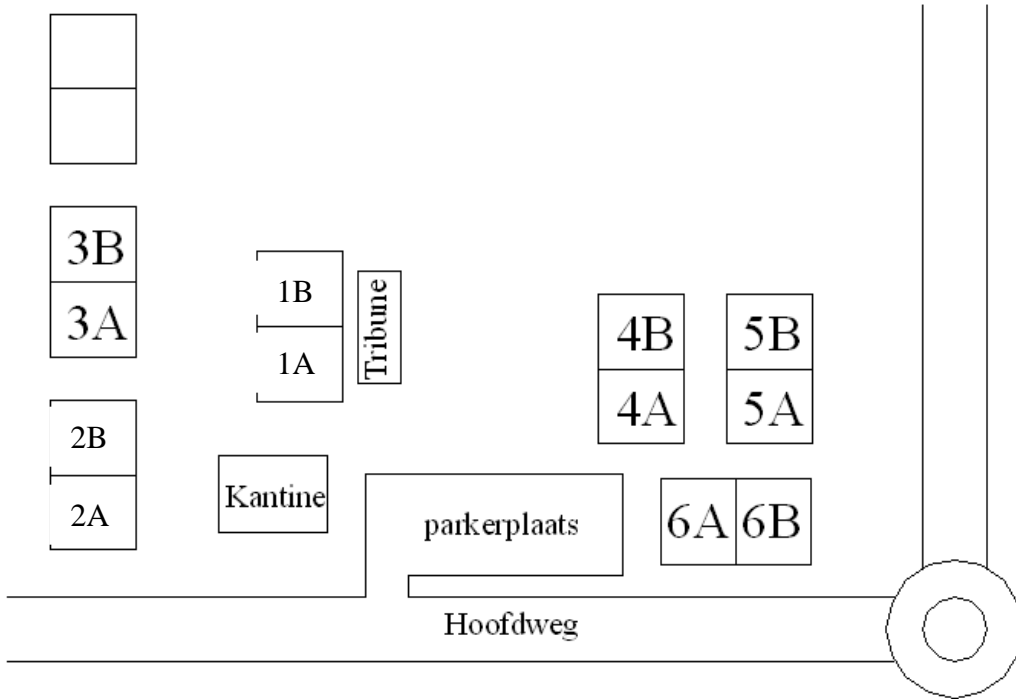 3B
3A
1B
1A
Tribune
4B
5B
4A
5A
2B
2A
Kantine
parkerplaats
6A
6B
Hoofdweg